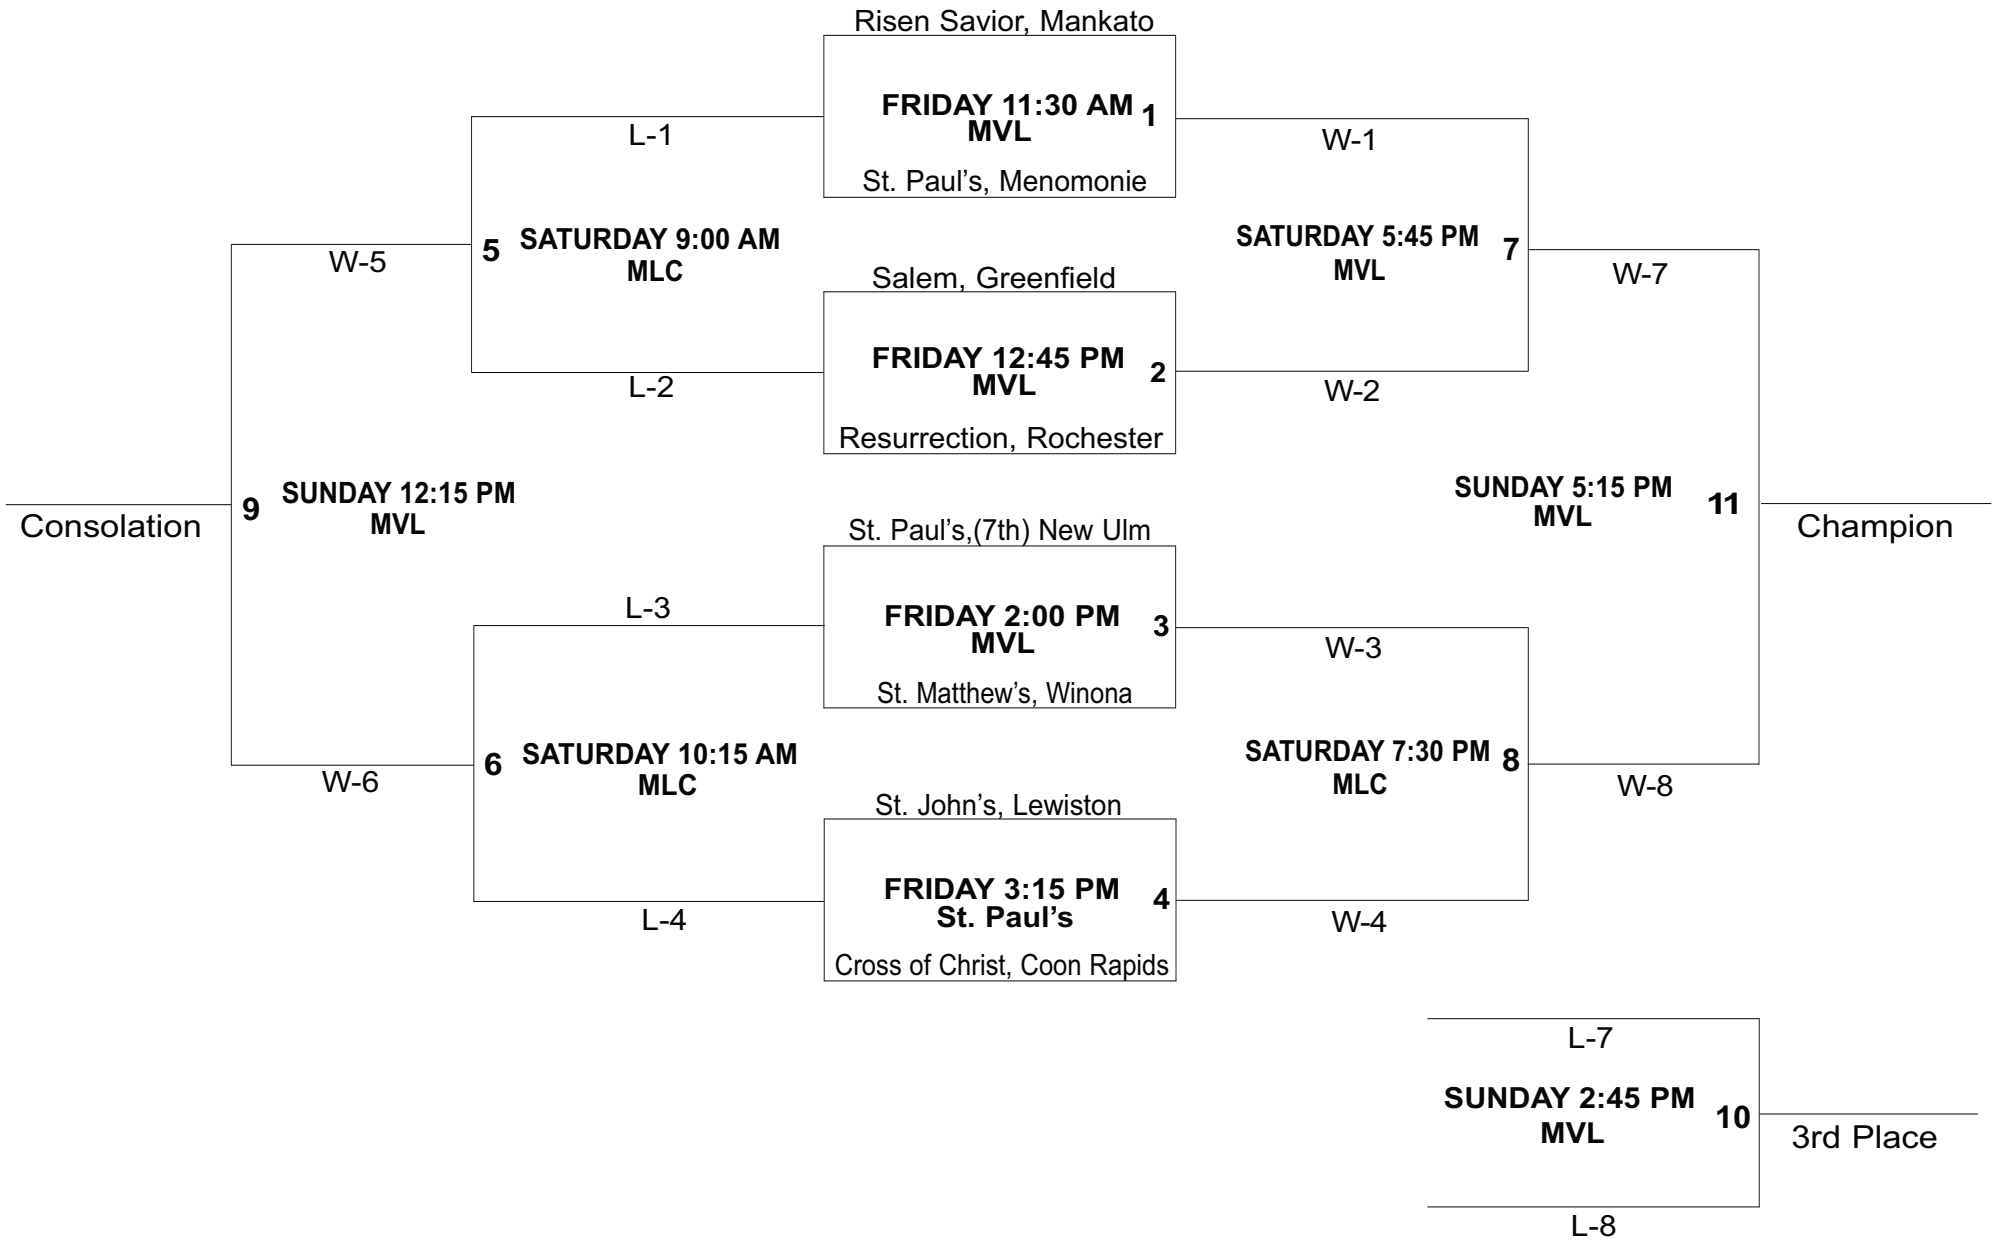 Risen Savior, Mankato
FRIDAY 11:30 AM 1
MVL
L-1
W-1
St. Paul's, Menomonie
5 SATURDAY 9:00 AM
MLC
SATURDAY 5:45 PM 7
MVL
W-5
W-7
Salem, Greenfield
FRIDAY 12:45 PM
MVL 2
L-2
W-2
Resurrection, Rochester
9 SUNDAY 12:15 PM
MVL
Consolation
SUNDAY 5:15 PM 11
MVL
Champion
St. Paul's,(7th) New Ulm
L-3
FRIDAY 2:00 PM 3
MVL
W-3
St. Matthew's, Winona
6 SATURDAY 10:15 AM
MLC
SATURDAY 7:30 PM 8
MLC
W-6
W-8
St. John's, Lewiston
FRIDAY 3:15 PM 4
St. Paul's
L-4
W-4
Cross of Christ, Coon Rapids
L-7
SUNDAY 2:45 PM 10
MVL
3rd Place
L-8